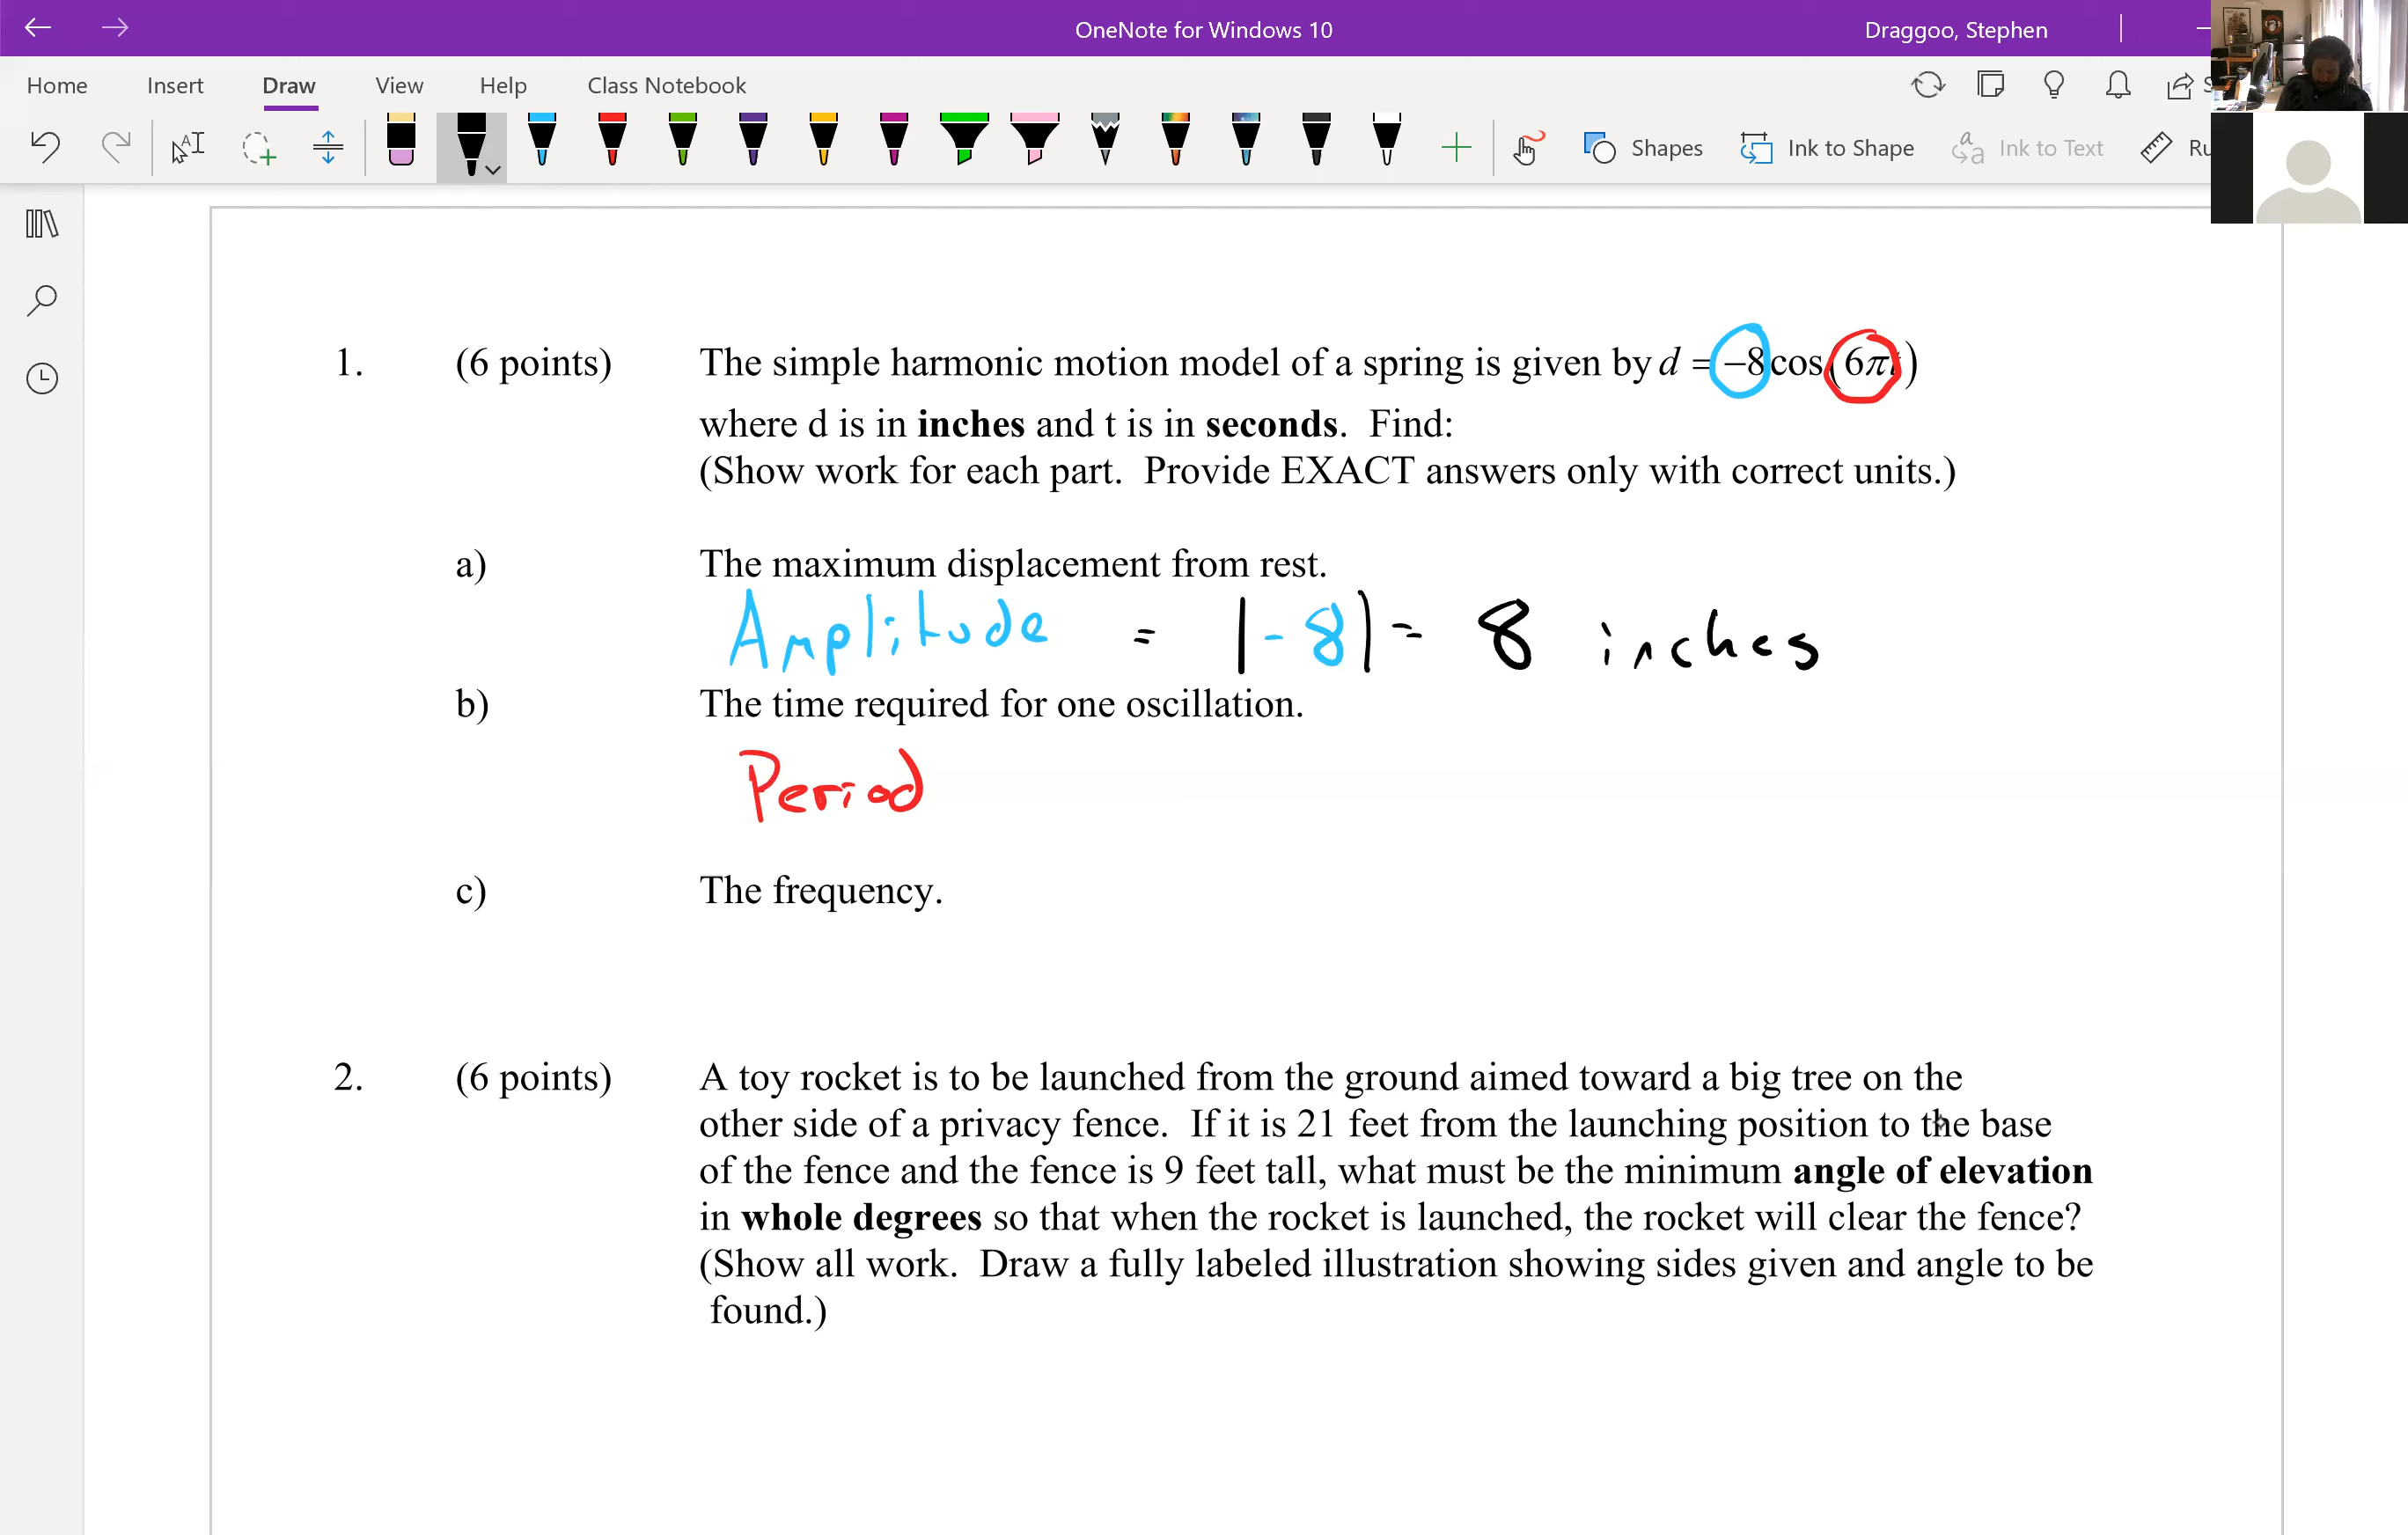 OneNote for Windows 10
Draggoo, Stephen
Home Insert Draw View Help Class Notebook
Shapes Ink to Shape Ink to Text
1. (6 points) The simple harmonic motion model of a spring is given by d = −8cos(6πt)
where d is in inches and t is in seconds. Find:
(Show work for each part. Provide EXACT answers only with correct units.)
a) The maximum displacement from rest.
Amplitude = |-8| = 8 inches
b) The time required for one oscillation.
Period
c) The frequency.
2. (6 points) A toy rocket is to be launched from the ground aimed toward a big tree on the
other side of a privacy fence. If it is 21 feet from the launching position to the base
of the fence and the fence is 9 feet tall, what must be the minimum angle of elevation
in whole degrees so that when the rocket is launched, the rocket will clear the fence?
(Show all work. Draw a fully labeled illustration showing sides given and angle to be
found.)